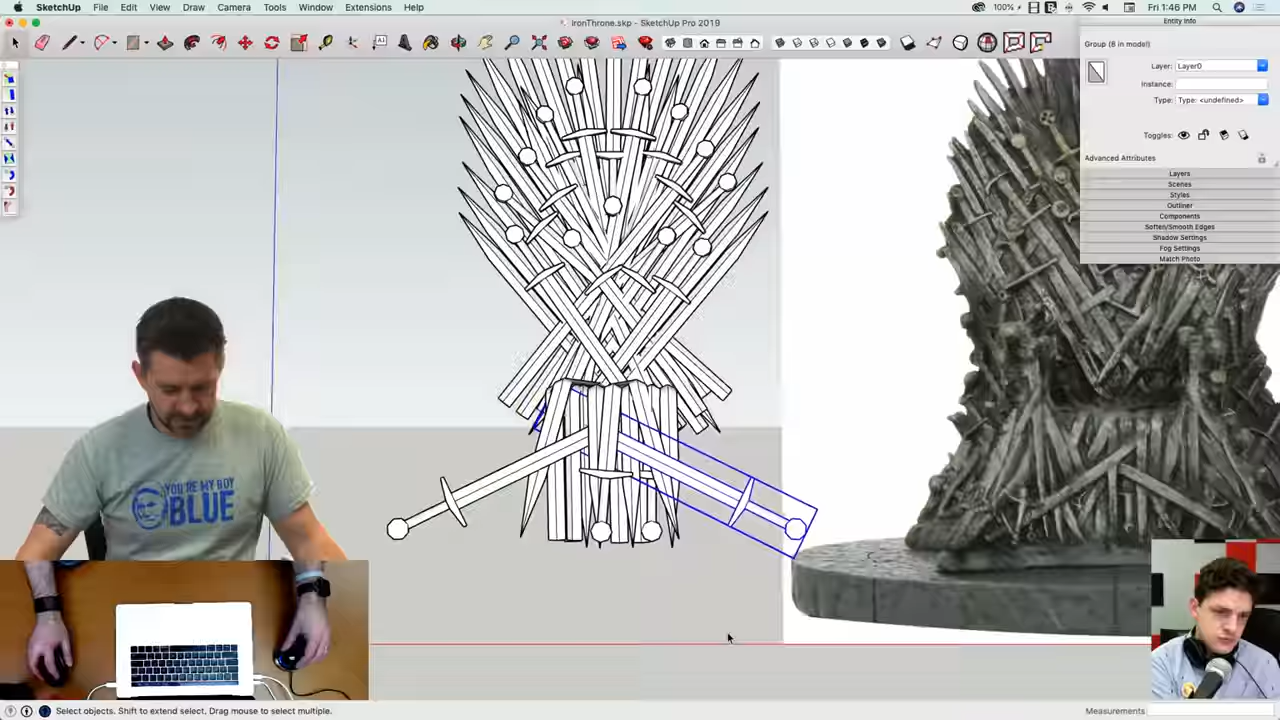 SketchUp File Edit View Draw Camera Tools Window Extensions Help
100% Fri 1:46 PM
IronThrone.skp - SketchUp Pro 2019
Entity Info
Group (8 in model)
Layer: Layer0
Instance:
Type: Type: <undefined>
Toggles:
Advanced Attributes
Layers
Scenes
Styles
Outliner
Components
Soften/Smooth Edges
Shadow Settings
Fog Settings
Match Photo
YOU'RE MY BOY
BLUE
Select objects. Shift to extend select. Drag mouse to select multiple.
Measurements